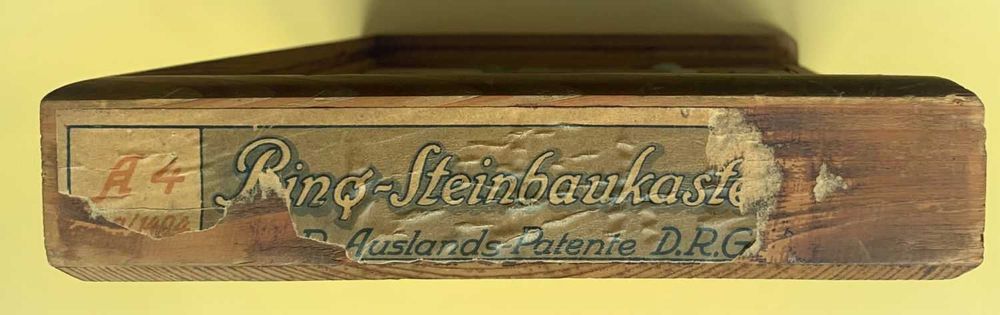 A 4
Ring-Steinbaukaste
Auslands-Patente D.R.G.